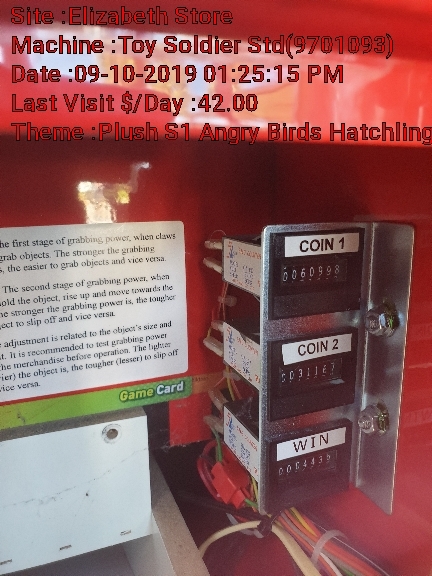 Site :Elizabeth Store
Machine :Toy Soldier Std(9701093)
Date :09-10-2019 01:25:15 PM
Last Visit $/Day :42.00
Theme :Plush S1 Angry Birds Hatchling
he first stage of grabbing power, when claws
grab objects. The stronger the grabbing
s, the easier to grab objects and vice versa.
The second stage of grabbing power, when
old the object, rise up and move towards the
he stronger the grabbing power is, the tougher
ect to slip off and vice versa.
e adjustment is related to the object's size and
t. It is recommended to test grabbing power
the merchandise before operation. The lighter
rier) the object is, the tougher (lesser) to slip off
vice versa.
Game Card
COIN 1
0060998
COIN 2
WIN